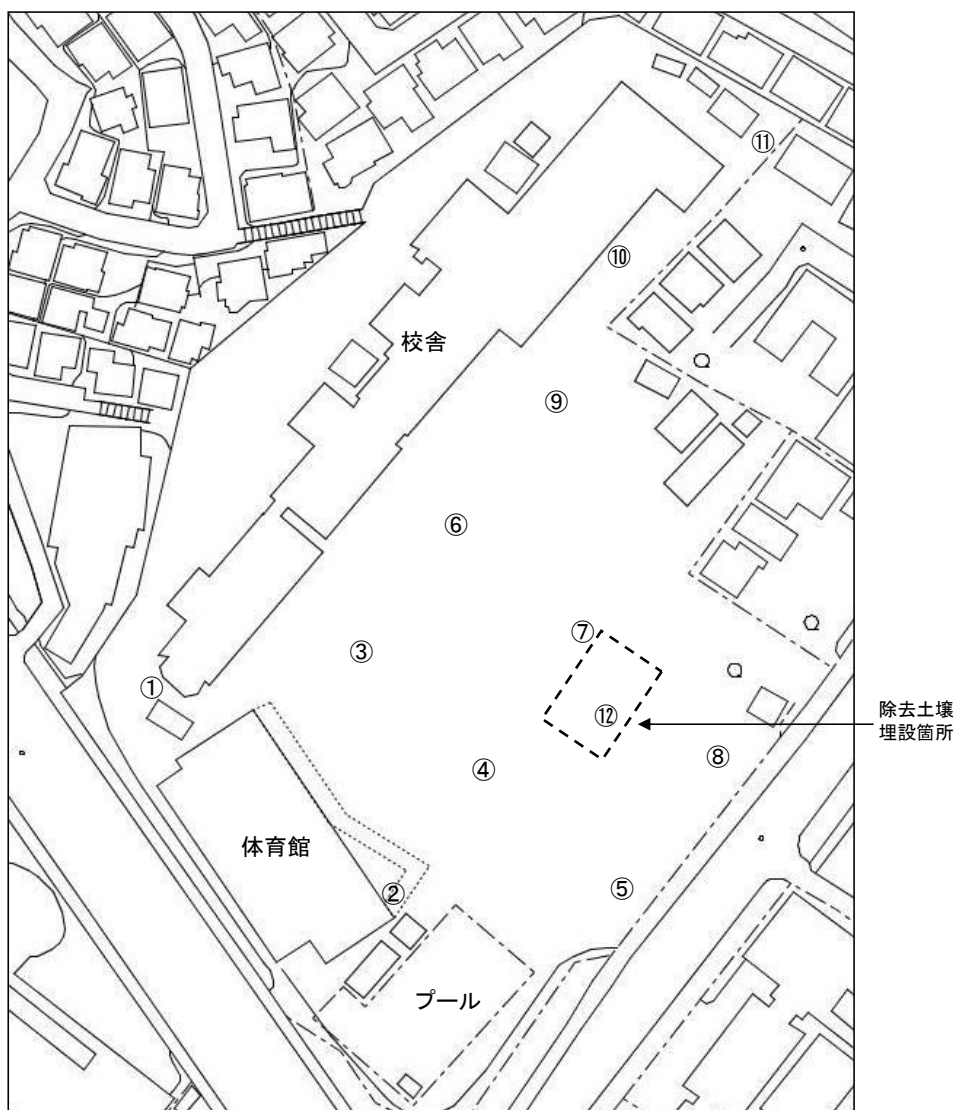 ⑪
⑩
校舎
⑨
⑥
⑦
③
①
⑫
除去土壌
埋設箇所
⑧
④
体育館
⑤
②
プール